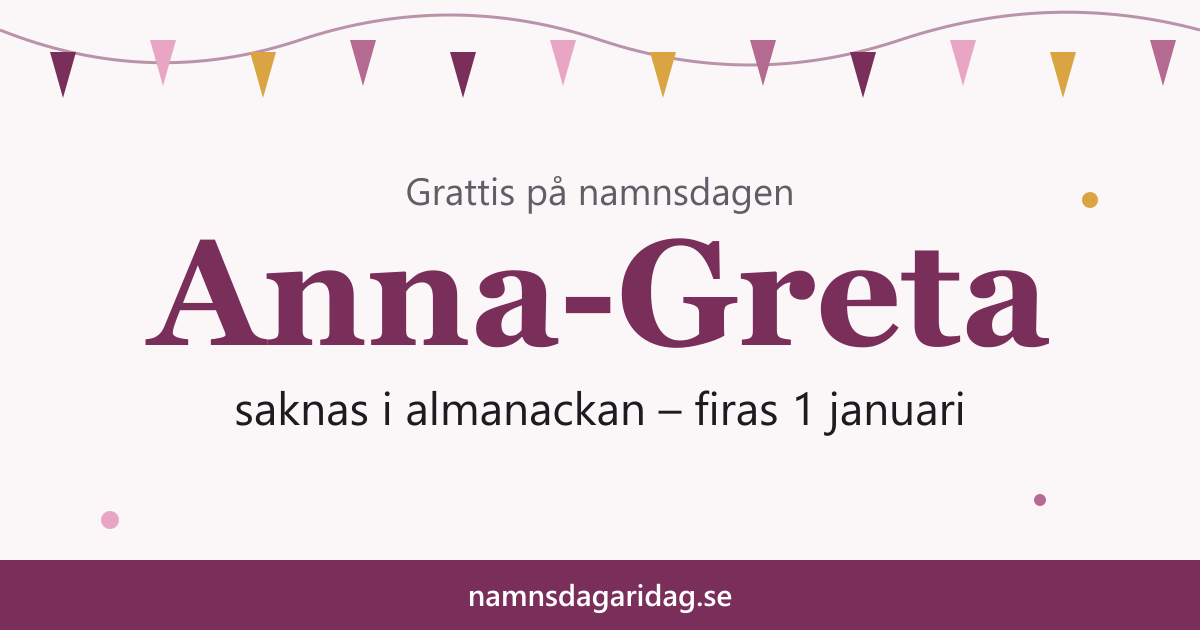 Grattis på namnsdagen
Anna-Greta
saknas i almanackan – firas 1 januari
namnsdagaridag.se